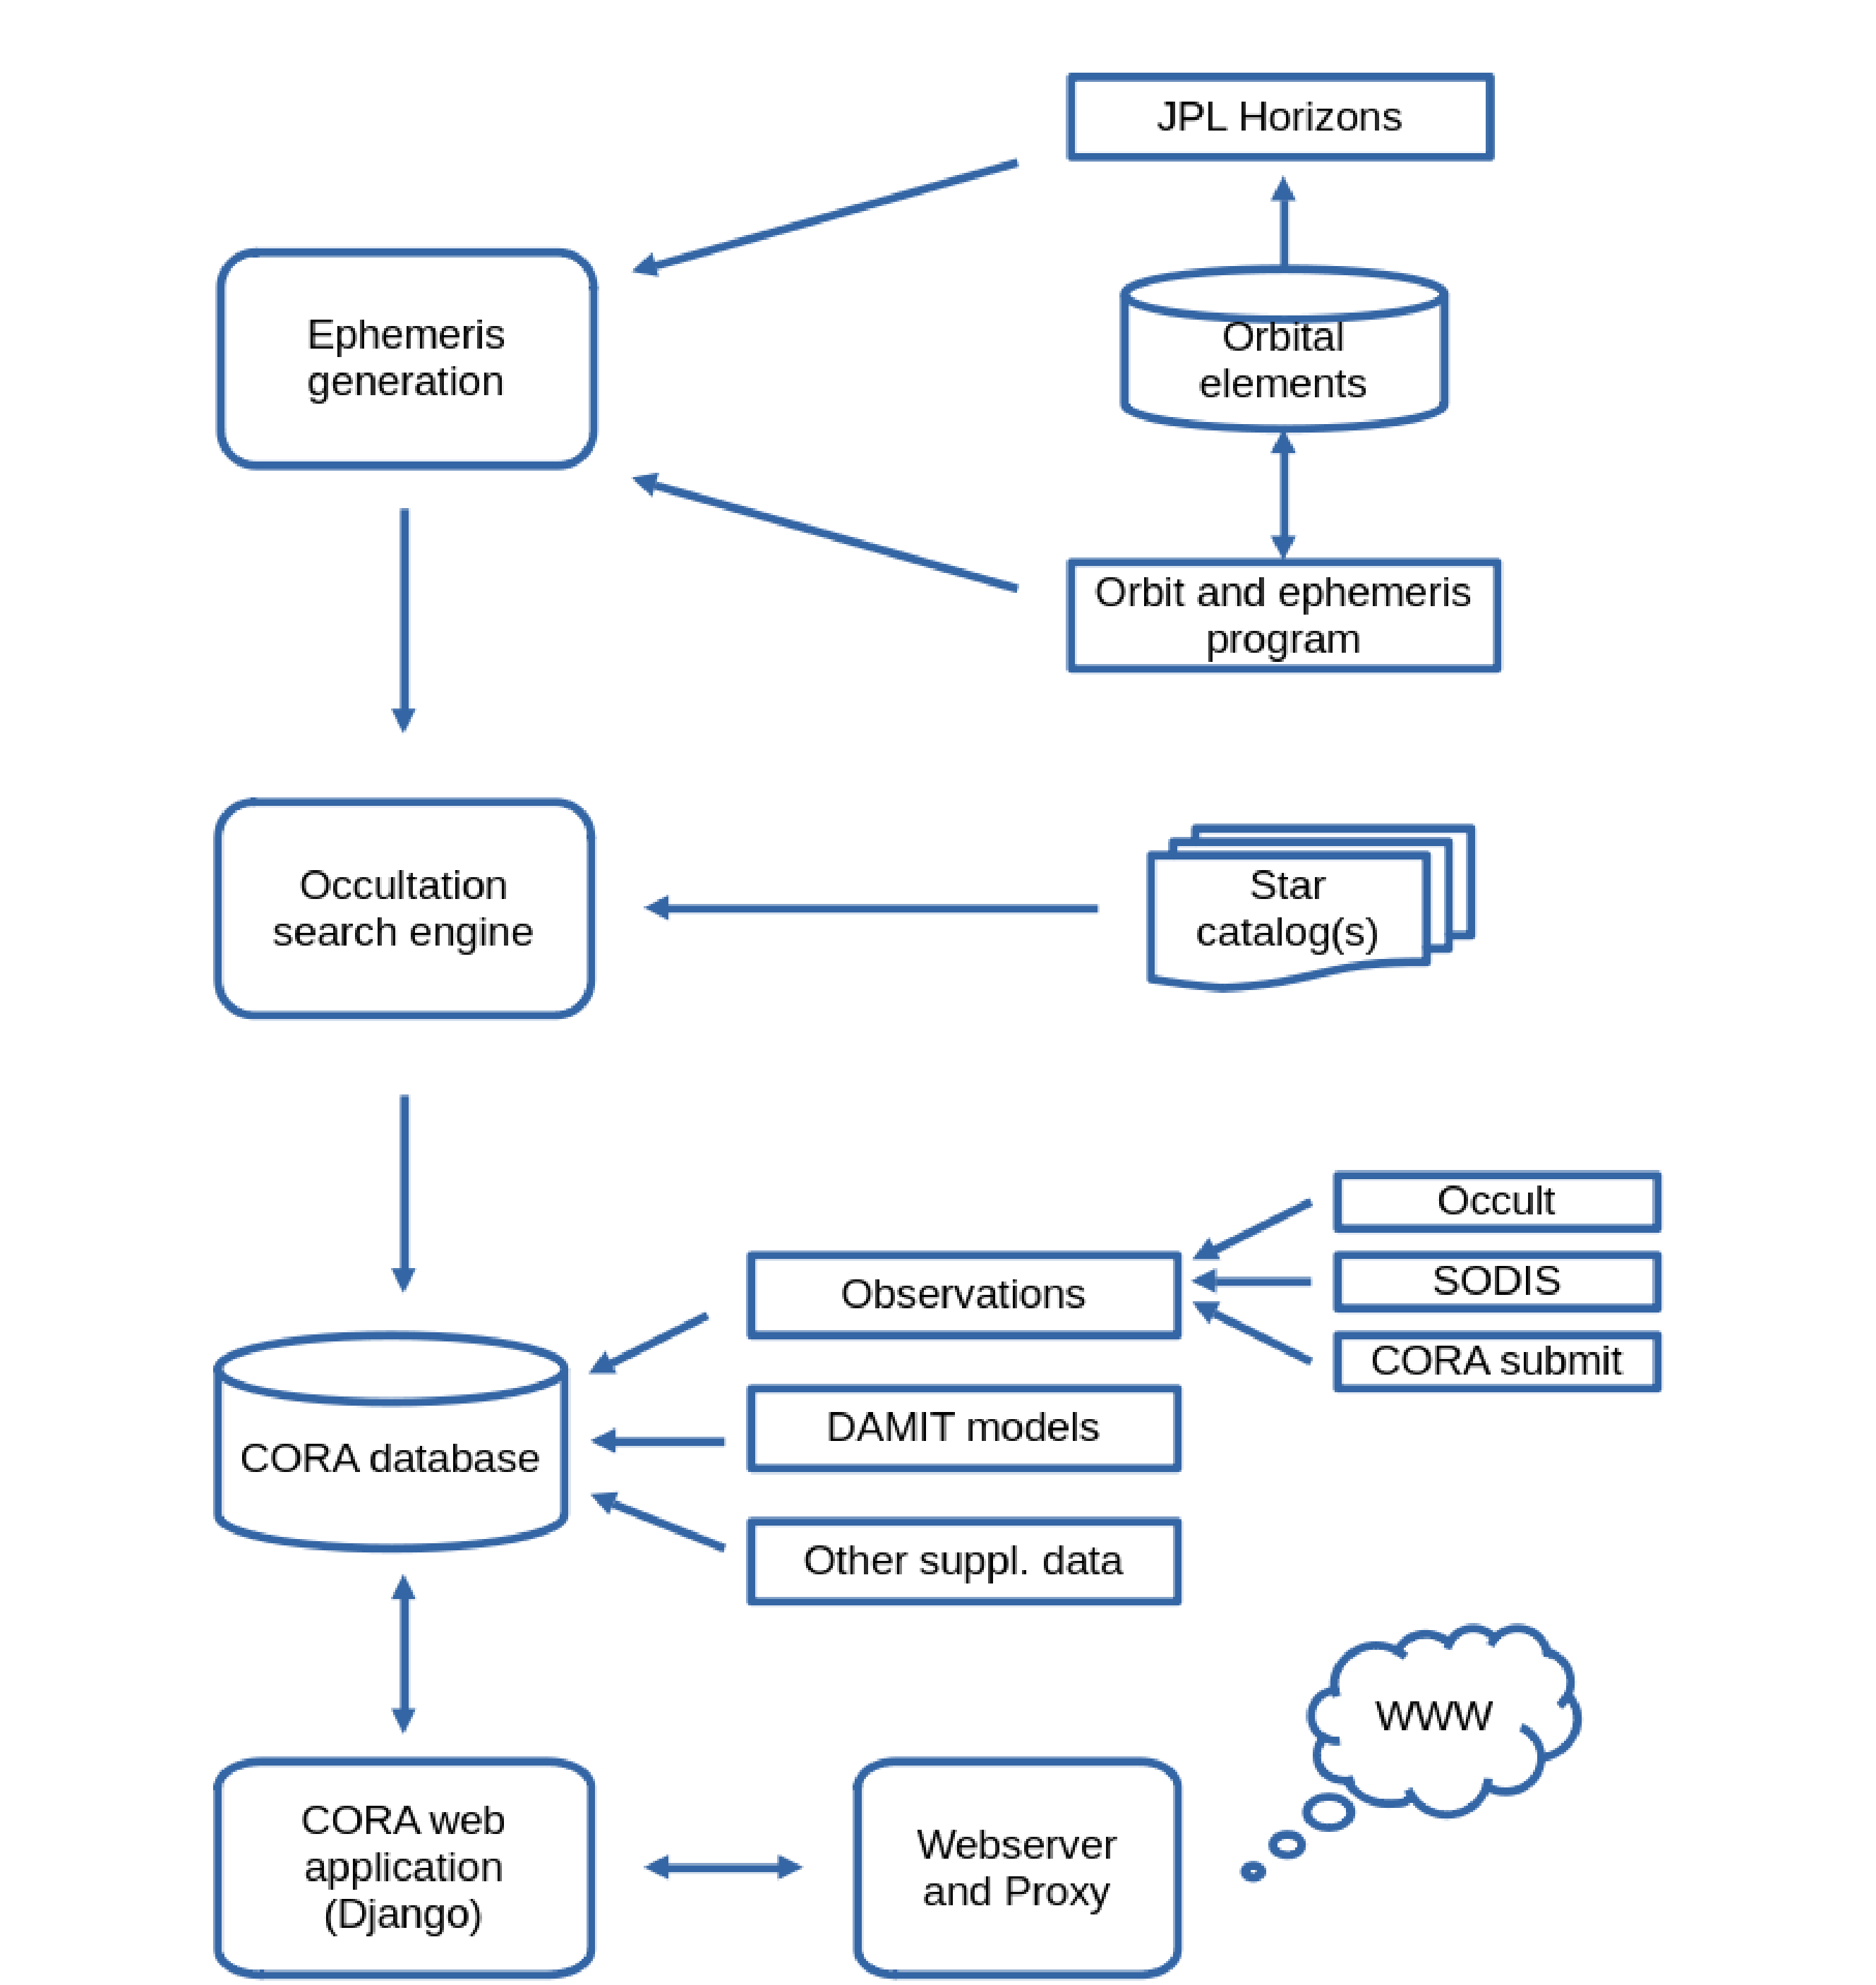 JPL Horizons
Ephemeris
generation
Orbital
elements
Orbit and ephemeris
program
Occultation
search engine
Star
catalog(s)
Occult
Observations
SODIS
CORA submit
CORA database
DAMIT models
Other suppl. data
WWW
CORA web
application
(Django)
Webserver
and Proxy